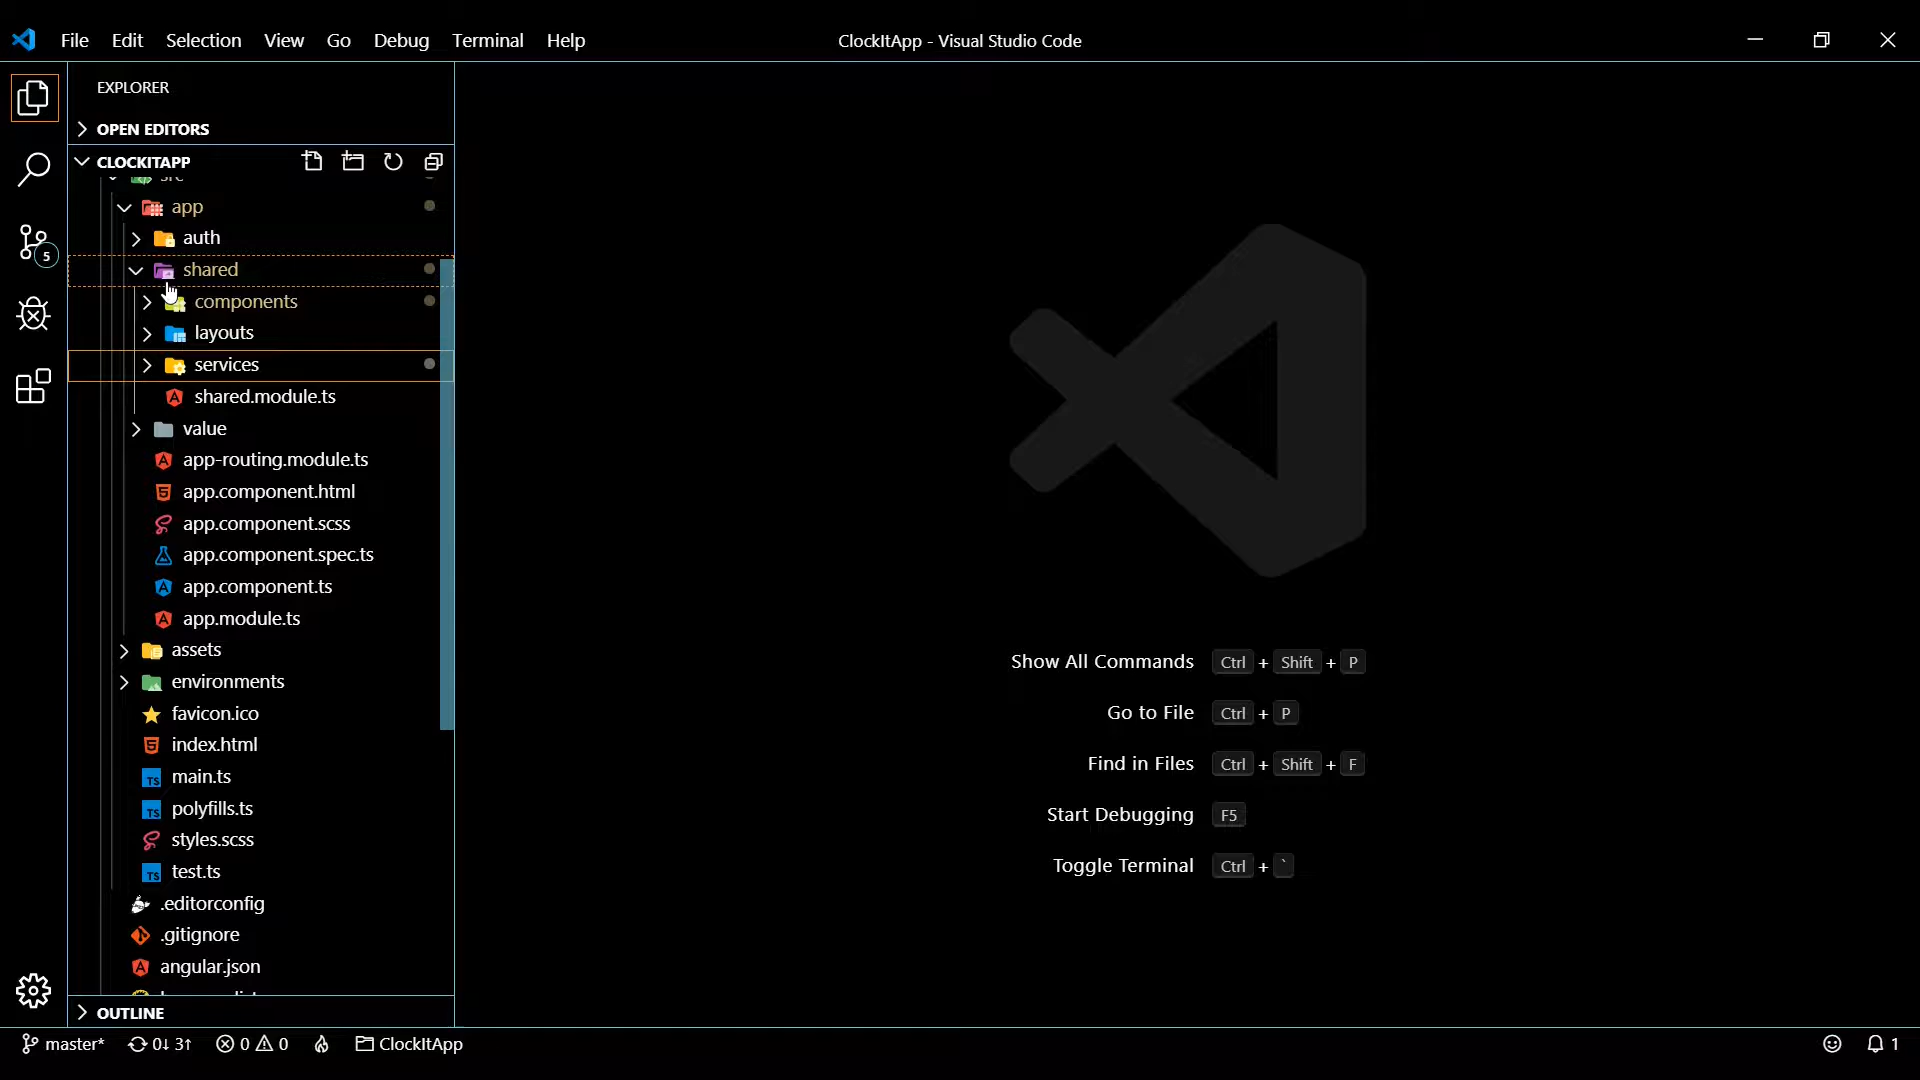 File Edit Selection View Go Debug Terminal Help
ClockItApp - Visual Studio Code
EXPLORER
OPEN EDITORS
CLOCKITAPP
src
app
auth
shared
components
layouts
services
shared.module.ts
value
app-routing.module.ts
app.component.html
app.component.scss
app.component.spec.ts
app.component.ts
app.module.ts
assets
environments
favicon.ico
index.html
main.ts
polyfills.ts
styles.scss
test.ts
.editorconfig
.gitignore
angular.json
OUTLINE
5
Show All Commands Ctrl + Shift + P
Go to File Ctrl + P
Find in Files Ctrl + Shift + F
Start Debugging F5
Toggle Terminal Ctrl + `
master* 0↓ 3↑ 0 0 ClockItApp 1